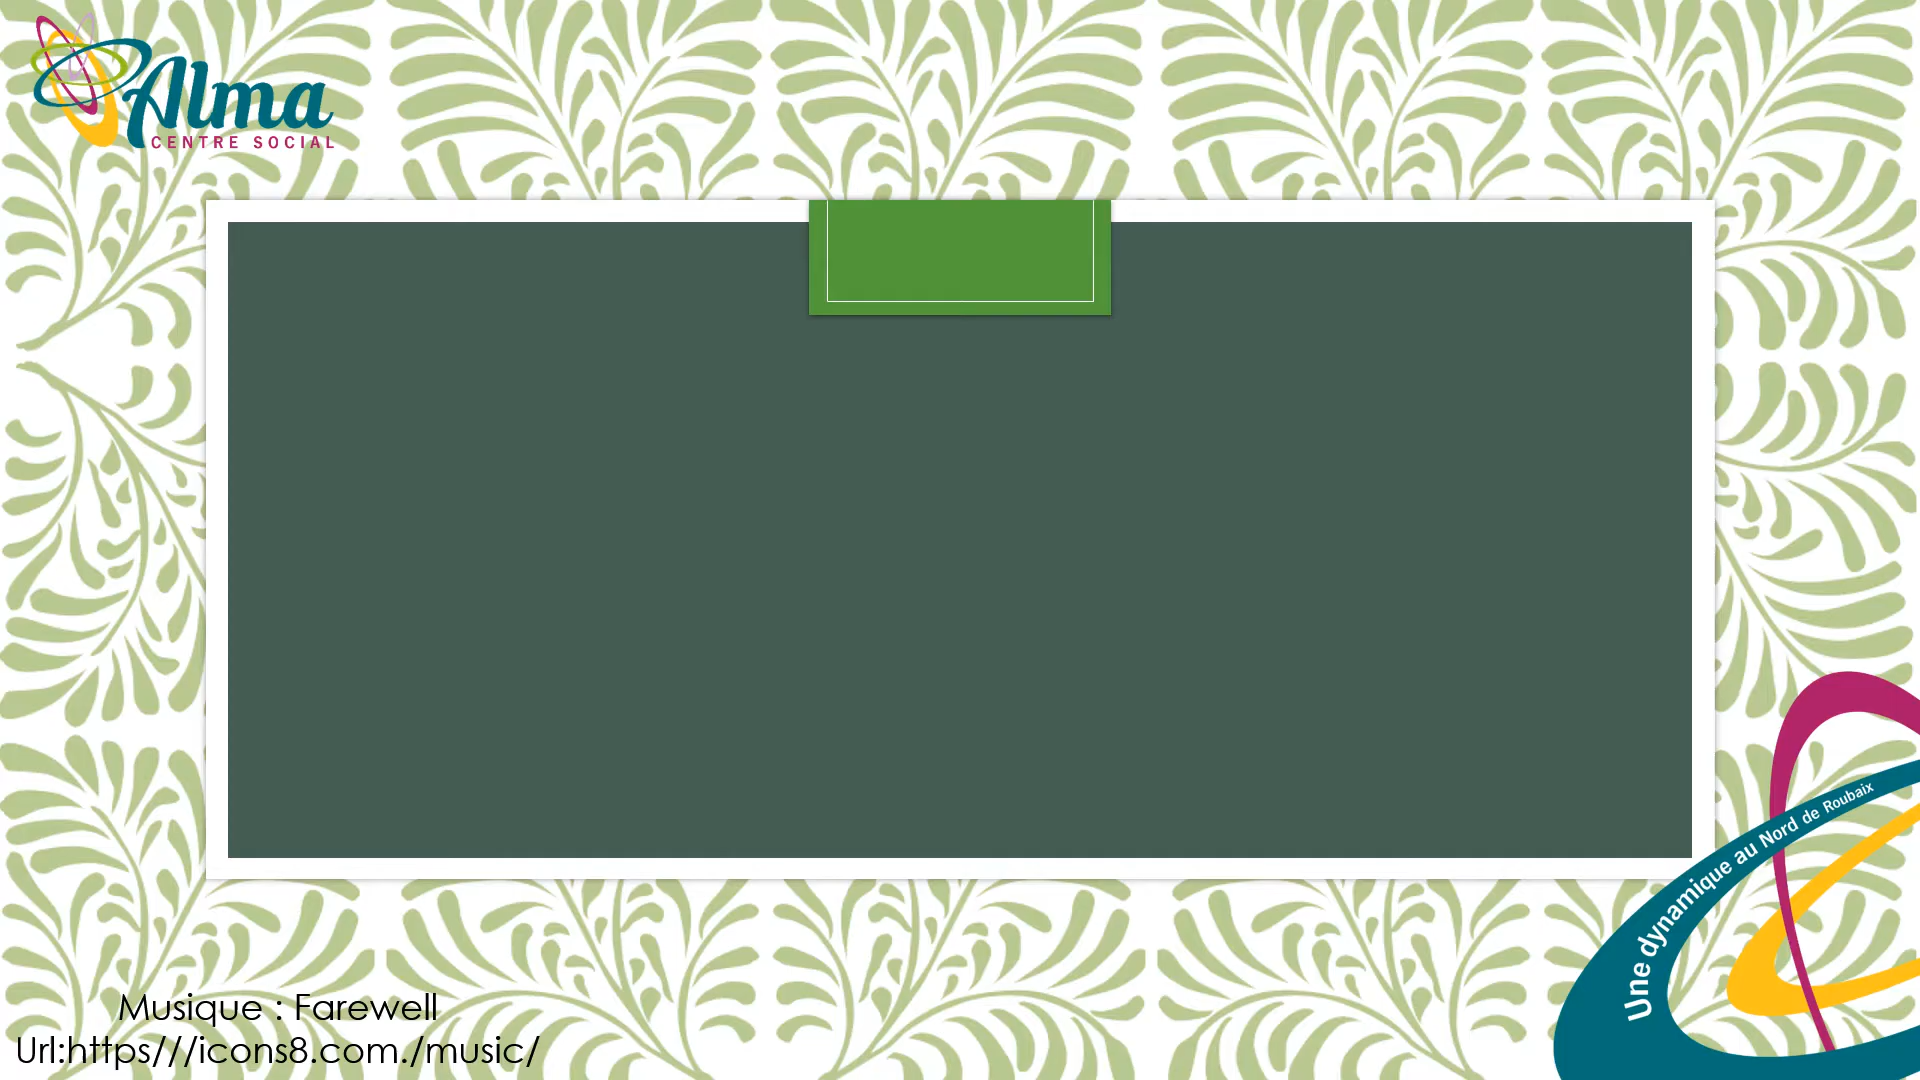 Alma
CENTRE SOCIAL
Une dynamique au Nord de Roubaix
Musique : Farewell
Url:https///icons8.com./music/